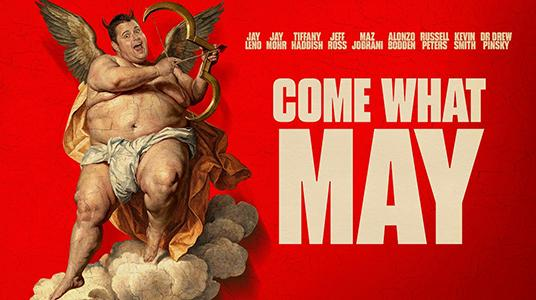 JAY JAY TIFFANY JEFF MAZ ALONZO RUSSELL KEVIN DR DREW
LENO MOHR HADDISH ROSS JOBRANI BODDEN PETERS SMITH PINSKY
COME WHAT
MAY